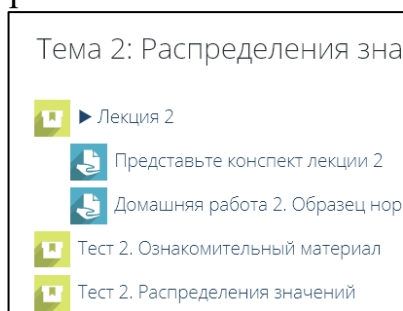 Тема 2: Распределения зна
Лекция 2
Представьте конспект лекции 2
Домашняя работа 2. Образец нор
Тест 2. Ознакомительный материал
Тест 2. Распределения значений